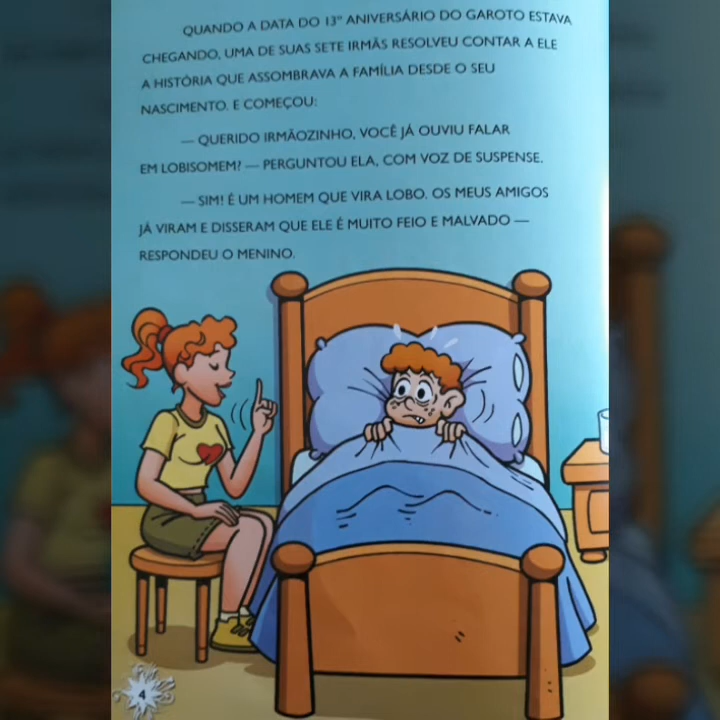 QUANDO A DATA DO 13º ANIVERSÁRIO DO GAROTO ESTAVA
CHEGANDO, UMA DE SUAS SETE IRMÃS RESOLVEU CONTAR A ELE
A HISTÓRIA QUE ASSOMBRAVA A FAMÍLIA DESDE O SEU
NASCIMENTO. E COMEÇOU:
— QUERIDO IRMÃOZINHO, VOCÊ JÁ OUVIU FALAR
EM LOBISOMEM? — PERGUNTOU ELA, COM VOZ DE SUSPENSE.
— SIM! É UM HOMEM QUE VIRA LOBO. OS MEUS AMIGOS
JÁ VIRAM E DISSERAM QUE ELE É MUITO FEIO E MALVADO —
RESPONDEU O MENINO.
4